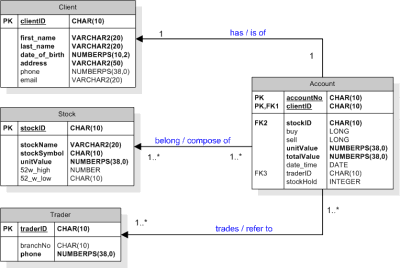 Client
PK clientID CHAR(10)
first_name VARCHAR2(20)
last_name VARCHAR2(20)
date_of_birth NUMBERPS(10,2)
address VARCHAR2(50)
phone NUMBERPS(38,0)
email VARCHAR2(20)
1 has / is of
1
Account
PK accountNo CHAR(10)
PK,FK1 clientID CHAR(10)
FK2 stockID CHAR(10)
buy LONG
sell LONG
unitValue NUMBERPS(38,0)
totalValue NUMBERPS(38,0)
date_time DATE
FK3 traderID CHAR(10)
stockHold INTEGER
Stock
PK stockID CHAR(10)
stockName VARCHAR2(20)
stockSymbol CHAR(10)
unitValue NUMBERPS(38,0)
52w_high NUMBER
52_w_low CHAR(10)
belong / compose of
1..* 1..*
Trader
PK traderID CHAR(10)
branchNo CHAR(10)
phone NUMBERPS(38,0)
1..*
trades / refer to
1..*